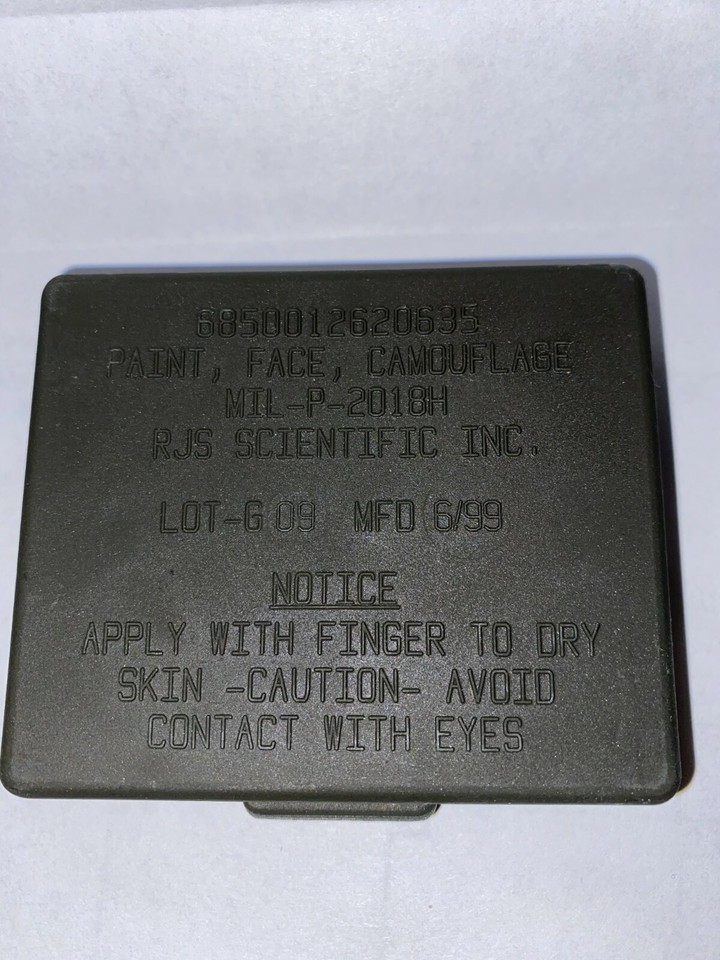 6850012620635
PAINT, FACE, CAMOUFLAGE
MIL-P-2018H
RJS SCIENTIFIC INC.
LOT-G 09 MFD 6/99
NOTICE
APPLY WITH FINGER TO DRY
SKIN -CAUTION- AVOID
CONTACT WITH EYES